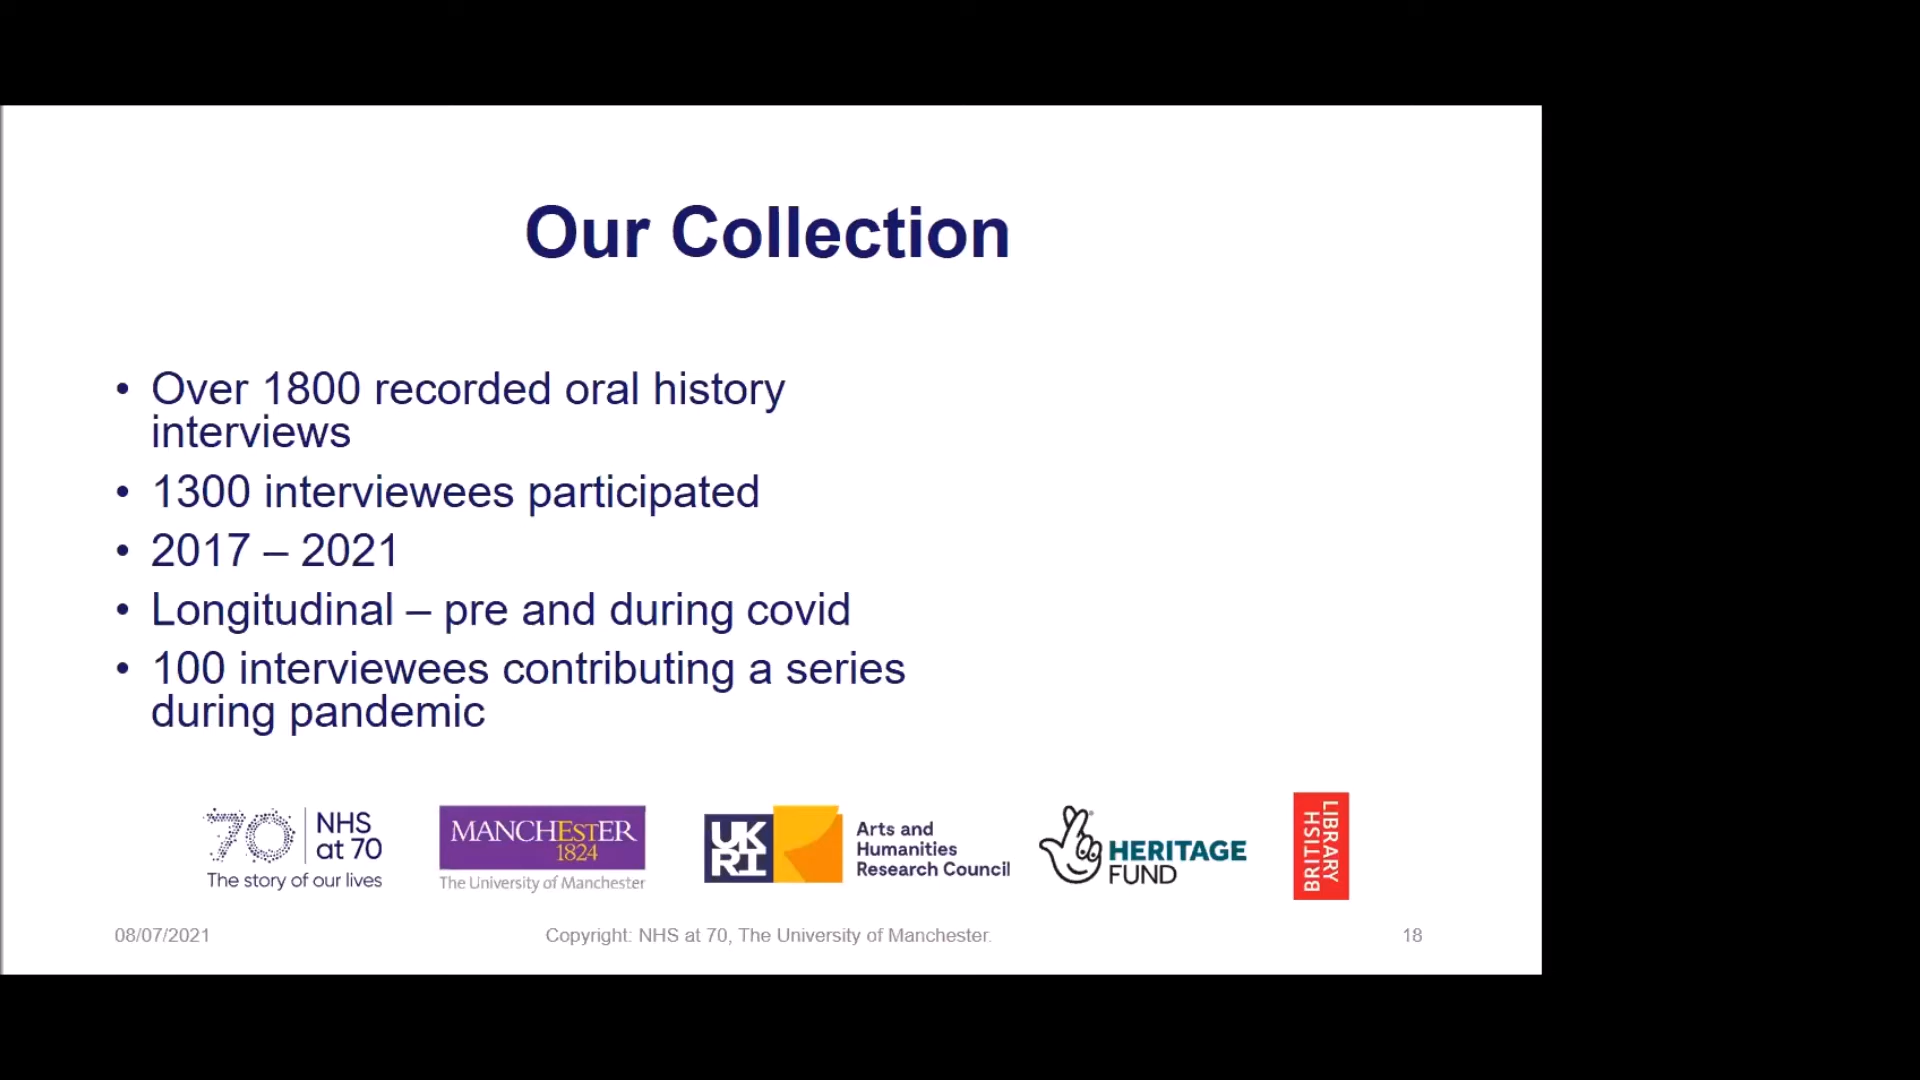 Our Collection
• Over 1800 recorded oral history
interviews
• 1300 interviewees participated
• 2017 – 2021
• Longitudinal – pre and during covid
• 100 interviewees contributing a series
during pandemic
70 NHS
at 70
The story of our lives
MANCHESTER
1824
The University of Manchester
UK
RI
Arts and
Humanities
Research Council
HERITAGE
FUND
BRITISH
LIBRARY
08/07/2021
Copyright: NHS at 70, The University of Manchester.
18